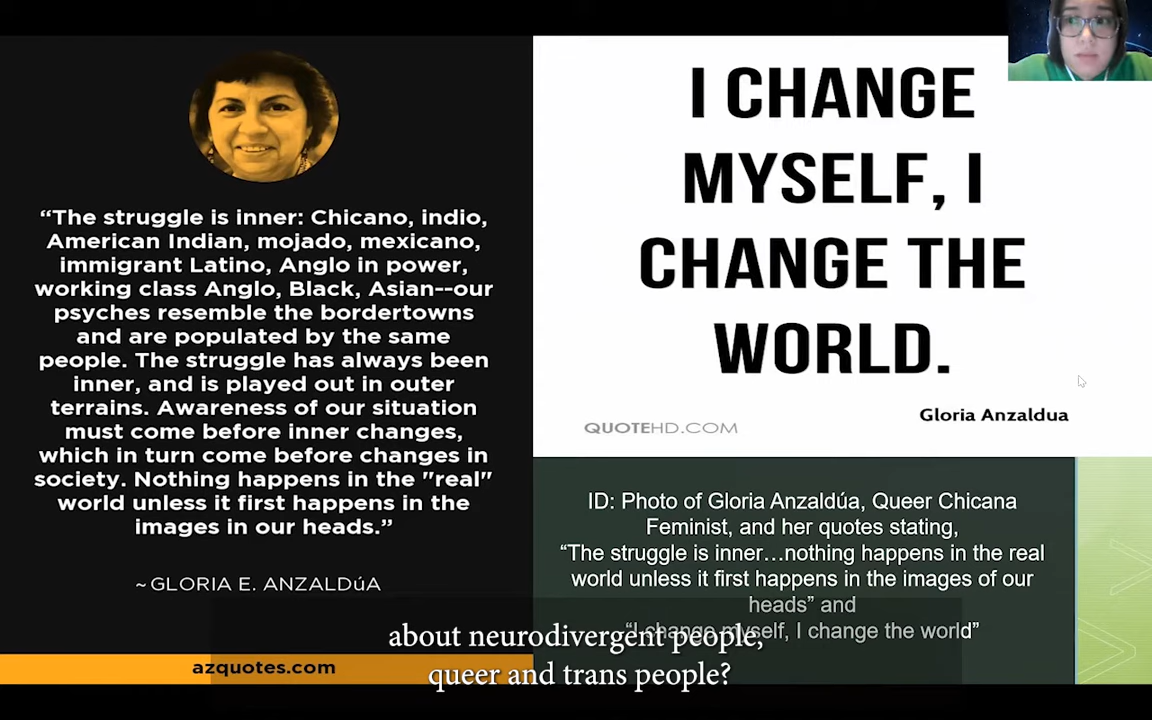 “The struggle is inner: Chicano, indio,
American Indian, mojado, mexicano,
immigrant Latino, Anglo in power,
working class Anglo, Black, Asian--our
psyches resemble the bordertowns
and are populated by the same
people. The struggle has always been
inner, and is played out in outer
terrains. Awareness of our situation
must come before inner changes,
which in turn come before changes in
society. Nothing happens in the "real"
world unless it first happens in the
images in our heads.”
~GLORIA E. ANZALDúA
azquotes.com
I CHANGE
MYSELF, I
CHANGE THE
WORLD.
Gloria Anzaldua
QUOTEHD.COM
ID: Photo of Gloria Anzaldúa, Queer Chicana
Feminist, and her quotes stating,
“The struggle is inner…nothing happens in the real
world unless it first happens in the images of our
heads” and
“I change myself, I change the world”
about neurodivergent people,
queer and trans people?